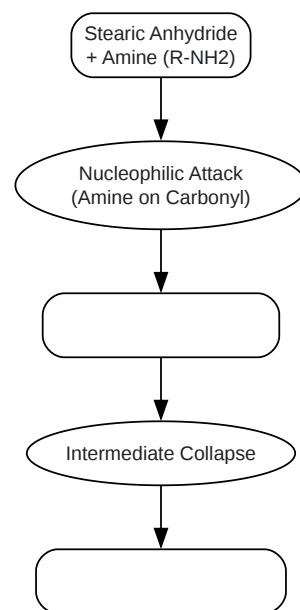 Stearic Anhydride
+ Amine (R-NH2)
Nucleophilic Attack
(Amine on Carbonyl)
Intermediate Collapse